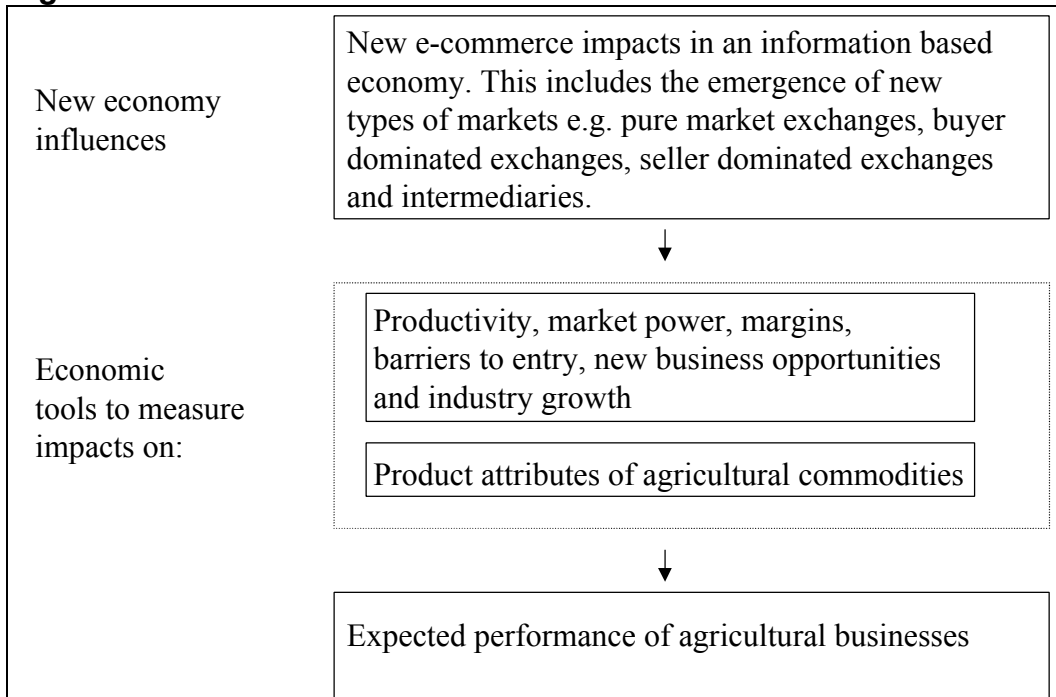 New economy
influences
New e-commerce impacts in an information based
economy. This includes the emergence of new
types of markets e.g. pure market exchanges, buyer
dominated exchanges, seller dominated exchanges
and intermediaries.
Economic
tools to measure
impacts on:
Productivity, market power, margins,
barriers to entry, new business opportunities
and industry growth
Product attributes of agricultural commodities
Expected performance of agricultural businesses